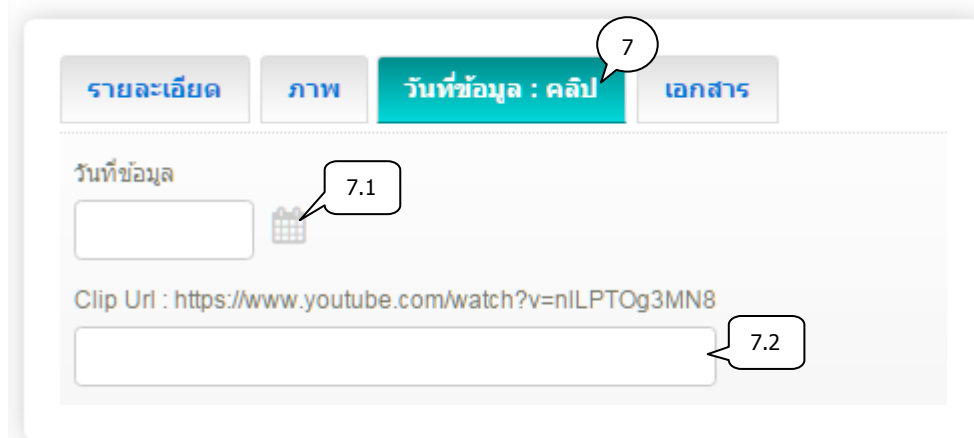 7
รายละเอียด ภาพ วันที่ข้อมูล : คลิป เอกสาร
วันที่ข้อมูล
7.1
Clip Url : https://www.youtube.com/watch?v=nlLPTOg3MN8
7.2